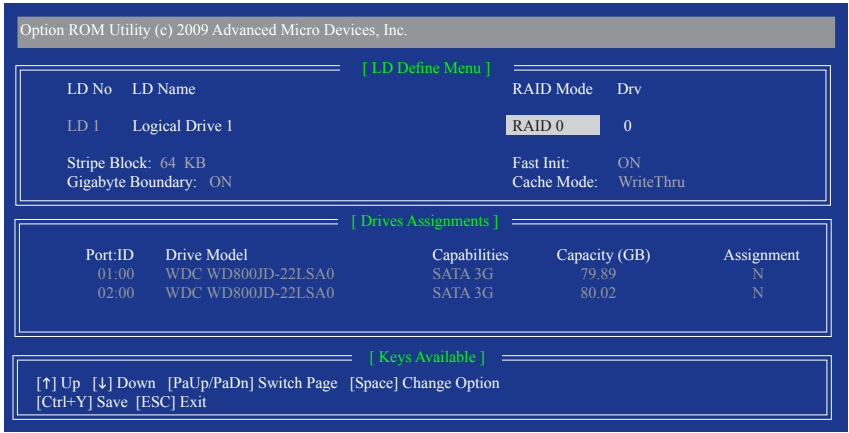 Option ROM Utility (c) 2009 Advanced Micro Devices, Inc.
[ LD Define Menu ]
LD No LD Name RAID Mode Drv
LD 1 Logical Drive 1 RAID 0 0
Stripe Block: 64 KB Fast Init: ON
Gigabyte Boundary: ON Cache Mode: WriteThru
[ Drives Assignments ]
Port:ID Drive Model Capabilities Capacity (GB) Assignment
01:00 WDC WD800JD-22LSA0 SATA 3G 79.89 N
02:00 WDC WD800JD-22LSA0 SATA 3G 80.02 N
[ Keys Available ]
[↑] Up [↓] Down [PaUp/PaDn] Switch Page [Space] Change Option
[Ctrl+Y] Save [ESC] Exit